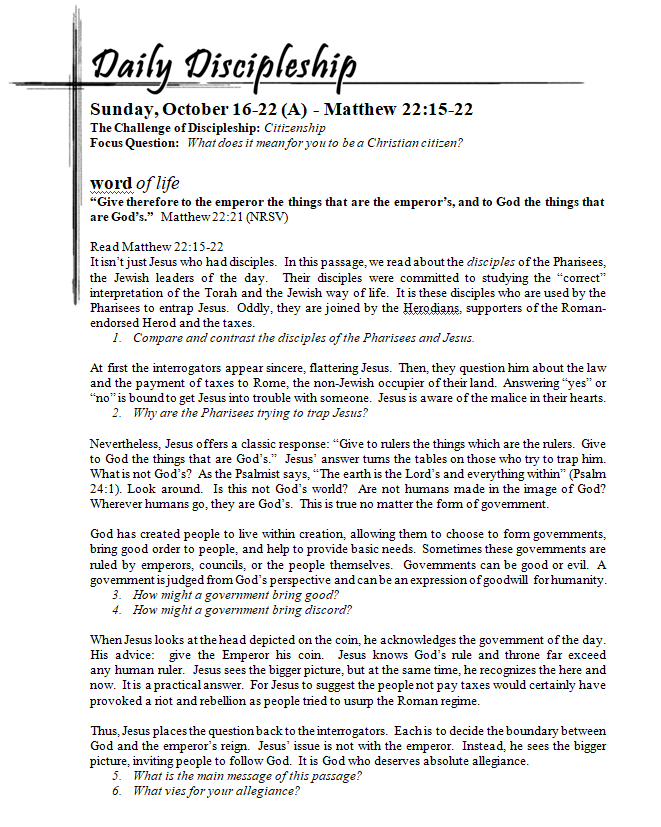 Daily Discipleship
Sunday, October 16-22 (A) - Matthew 22:15-22
The Challenge of Discipleship: Citizenship
Focus Question: What does it mean for you to be a Christian citizen?
word of life
“Give therefore to the emperor the things that are the emperor’s, and to God the things that
are God’s.” Matthew 22:21 (NRSV)
Read Matthew 22:15-22
It isn’t just Jesus who had disciples. In this passage, we read about the disciples of the Pharisees,
the Jewish leaders of the day. Their disciples were committed to studying the “correct”
interpretation of the Torah and the Jewish way of life. It is these disciples who are used by the
Pharisees to entrap Jesus. Oddly, they are joined by the Herodians, supporters of the Roman-
endorsed Herod and the taxes.
1. Compare and contrast the disciples of the Pharisees and Jesus.
At first the interrogators appear sincere, flattering Jesus. Then, they question him about the law
and the payment of taxes to Rome, the non-Jewish occupier of their land. Answering “yes” or
“no” is bound to get Jesus into trouble with someone. Jesus is aware of the malice in their hearts.
2. Why are the Pharisees trying to trap Jesus?
Nevertheless, Jesus offers a classic response: “Give to rulers the things which are the rulers. Give
to God the things that are God’s.” Jesus’ answer turns the tables on those who try to trap him.
What is not God’s? As the Psalmist says, “The earth is the Lord’s and everything within” (Psalm
24:1). Look around. Is this not God’s world? Are not humans made in the image of God?
Wherever humans go, they are God’s. This is true no matter the form of government.
God has created people to live within creation, allowing them to choose to form governments,
bring good order to people, and help to provide basic needs. Sometimes these governments are
ruled by emperors, councils, or the people themselves. Governments can be good or evil. A
government is judged from God’s perspective and can be an expression of goodwill for humanity.
3. How might a government bring good?
4. How might a government bring discord?
When Jesus looks at the head depicted on the coin, he acknowledges the government of the day.
His advice: give the Emperor his coin. Jesus knows God’s rule and throne far exceed
any human ruler. Jesus sees the bigger picture, but at the same time, he recognizes the here and
now. It is a practical answer. For Jesus to suggest the people not pay taxes would certainly have
provoked a riot and rebellion as people tried to usurp the Roman regime.
Thus, Jesus places the question back to the interrogators. Each is to decide the boundary between
God and the emperor’s reign. Jesus’ issue is not with the emperor. Instead, he sees the bigger
picture, inviting people to follow God. It is God who deserves absolute allegiance.
5. What is the main message of this passage?
6. What vies for your allegiance?